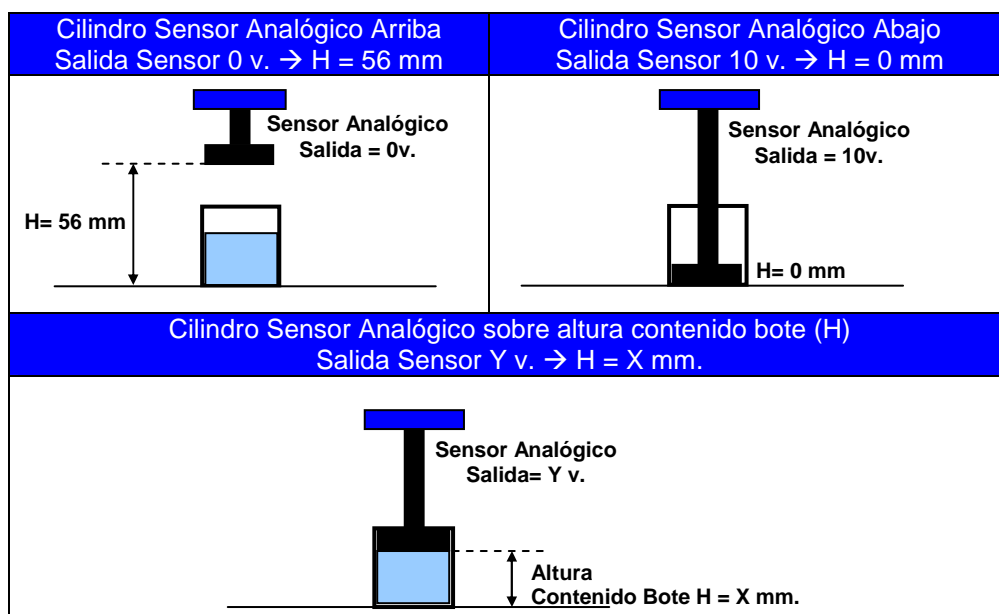 Cilindro Sensor Analógico Arriba
Salida Sensor 0 v. → H = 56 mm
Cilindro Sensor Analógico Abajo
Salida Sensor 10 v. → H = 0 mm
Sensor Analógico
Salida = 0v.
H= 56 mm
Sensor Analógico
Salida = 10v.
H= 0 mm
Cilindro Sensor Analógico sobre altura contenido bote (H)
Salida Sensor Y v. → H = X mm.
Sensor Analógico
Salida= Y v.
Altura
Contenido Bote H = X mm.